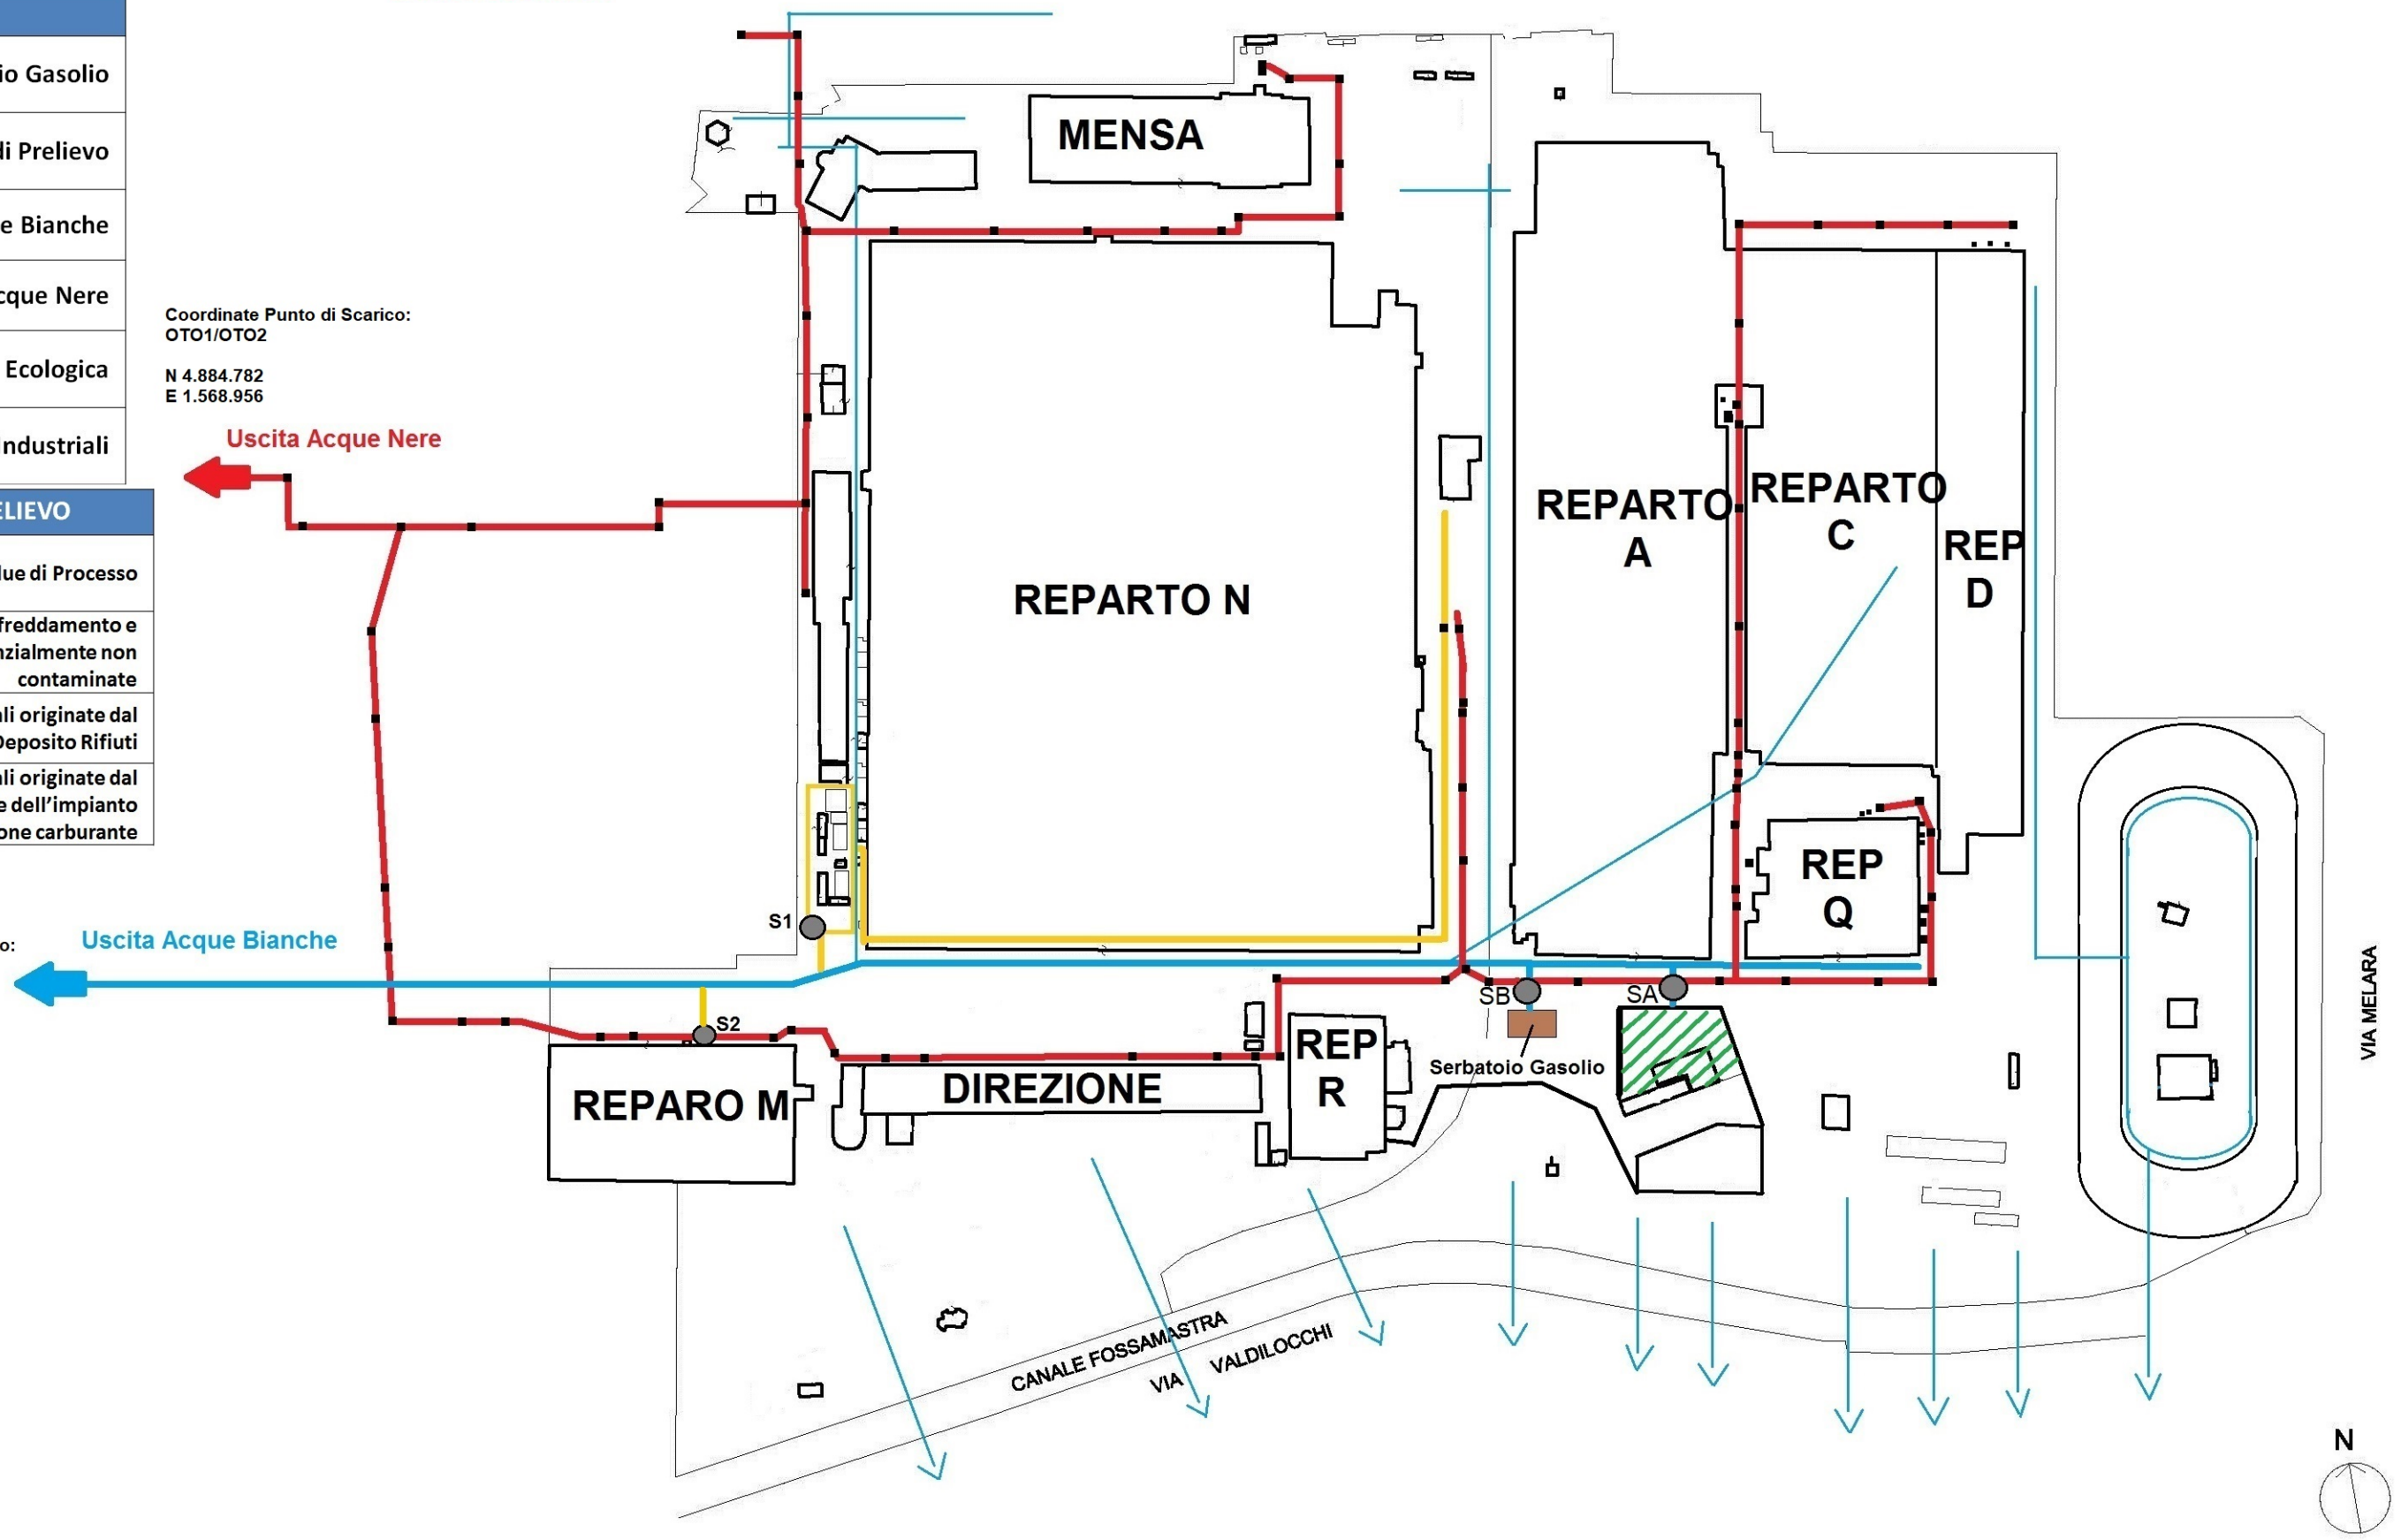 io Gasolio
di Prelievo
e Bianche
cque Nere
Ecologica
Industriali
ELIEVO
lue di Processo
freddamento e
nzialmente non
contaminate
ali originate dal
Deposito Rifiuti
ali originate dal
e dell'impianto
one carburante
Coordinate Punto di Scarico:
OTO1/OTO2
N 4.884.782
E 1.568.956
Uscita Acque Nere
o:
Uscita Acque Bianche
MENSA
REPARTO N
REPARTO
A
REPARTO
C
REP
D
REP
Q
S1
S2
SB
SA
Serbatoio Gasolio
REPARO M
DIREZIONE
REP
R
CANALE FOSSAMASTRA
VIA VALDILOCCHI
VIA MELARA
N